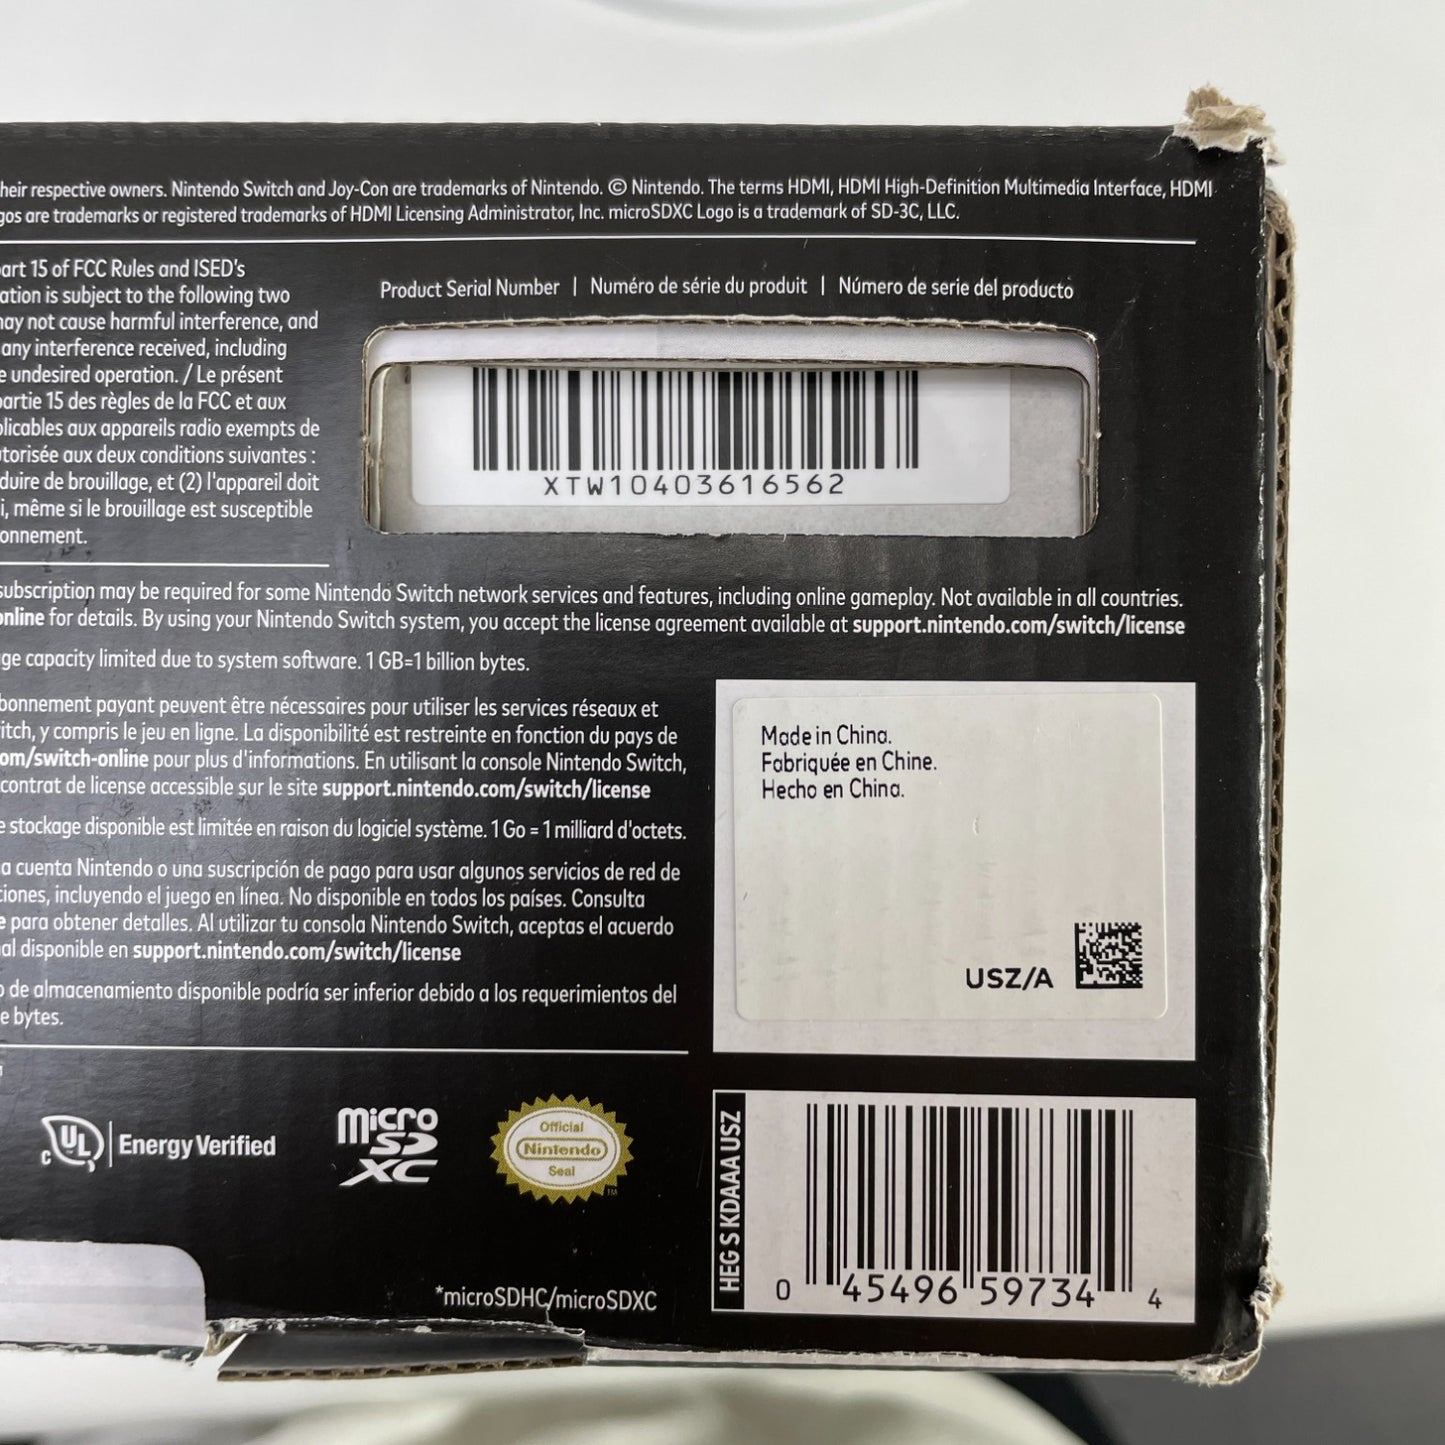 heir respective owners. Nintendo Switch and Joy-Con are trademarks of Nintendo. © Nintendo. The terms HDMI, HDMI High-Definition Multimedia Interface, HDMI
gos are trademarks or registered trademarks of HDMI Licensing Administrator, Inc. microSDXC Logo is a trademark of SD-3C, LLC.
art 15 of FCC Rules and ISED's
ation is subject to the following two
may not cause harmful interference, and
any interference received, including
e undesired operation. / Le présent
partie 15 des règles de la FCC et aux
plicables aux appareils radio exempts de
utorisée aux deux conditions suivantes :
duire de brouillage, et (2) l'appareil doit
i, même si le brouillage est susceptible
onnement.
Product Serial Number | Numéro de série du produit | Número de serie del producto
XTW10403616562
subscription may be required for some Nintendo Switch network services and features, including online gameplay. Not available in all countries.
online for details. By using your Nintendo Switch system, you accept the license agreement available at support.nintendo.com/switch/license
ge capacity limited due to system software. 1 GB=1 billion bytes.
bonnement payant peuvent être nécessaires pour utiliser les services réseaux et
itch, y compris le jeu en ligne. La disponibilité est restreinte en fonction du pays de
om/switch-online pour plus d'informations. En utilisant la console Nintendo Switch,
contrat de license accessible sur le site support.nintendo.com/switch/license
e stockage disponible est limitée en raison du logiciel système. 1 Go = 1 milliard d'octets.
a cuenta Nintendo o una suscripción de pago para usar algunos servicios de red de
ciones, incluyendo el juego en línea. No disponible en todos los países. Consulta
e para obtener detalles. Al utilizar tu consola Nintendo Switch, aceptas el acuerdo
al disponible en support.nintendo.com/switch/license
o de almacenamiento disponible podría ser inferior debido a los requerimientos del
e bytes.
Made in China.
Fabriquée en Chine.
Hecho en China.
USZ/A
c UL Energy Verified
micro
SD
XC
Official
Nintendo
Seal
TM
*microSDHC/microSDXC
HEG S KDAAA USZ
0 45496 59734 4